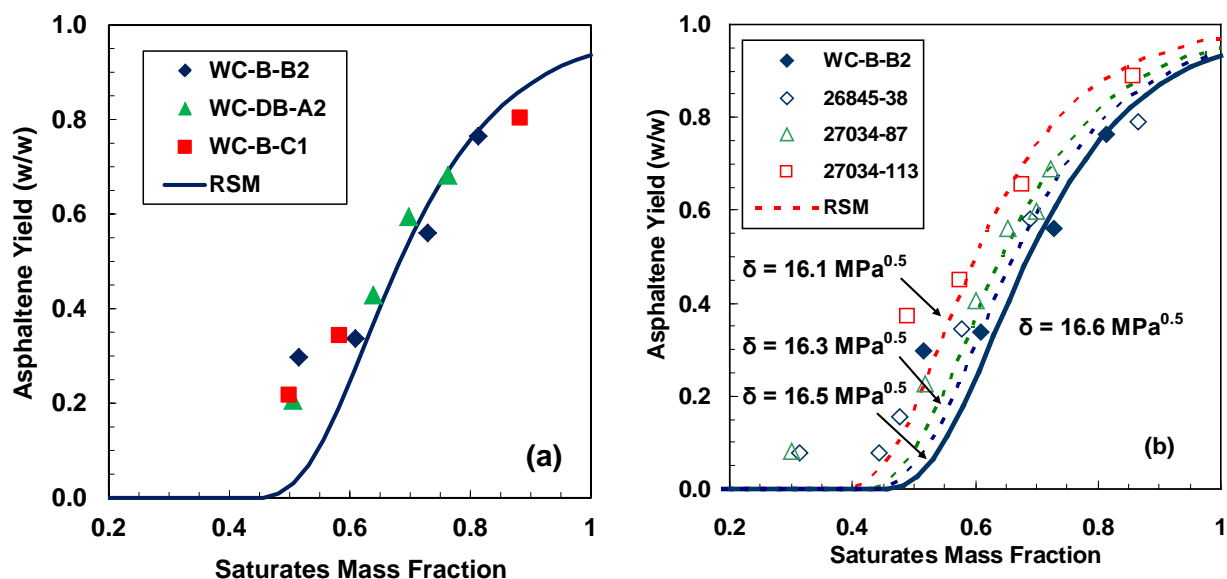 1.0
0.8
0.6
0.4
0.2
0.0
Asphaltene Yield (w/w)
WC-B-B2
WC-DB-A2
WC-B-C1
RSM
(a)
0.2 0.4 0.6 0.8 1
Saturates Mass Fraction
1.0
0.8
0.6
0.4
0.2
0.0
Asphaltene Yield (w/w)
WC-B-B2
26845-38
27034-87
27034-113
RSM
δ = 16.1 MPa0.5
δ = 16.6 MPa0.5
δ = 16.3 MPa0.5
δ = 16.5 MPa0.5
(b)
0.2 0.4 0.6 0.8 1
Saturates Mass Fraction